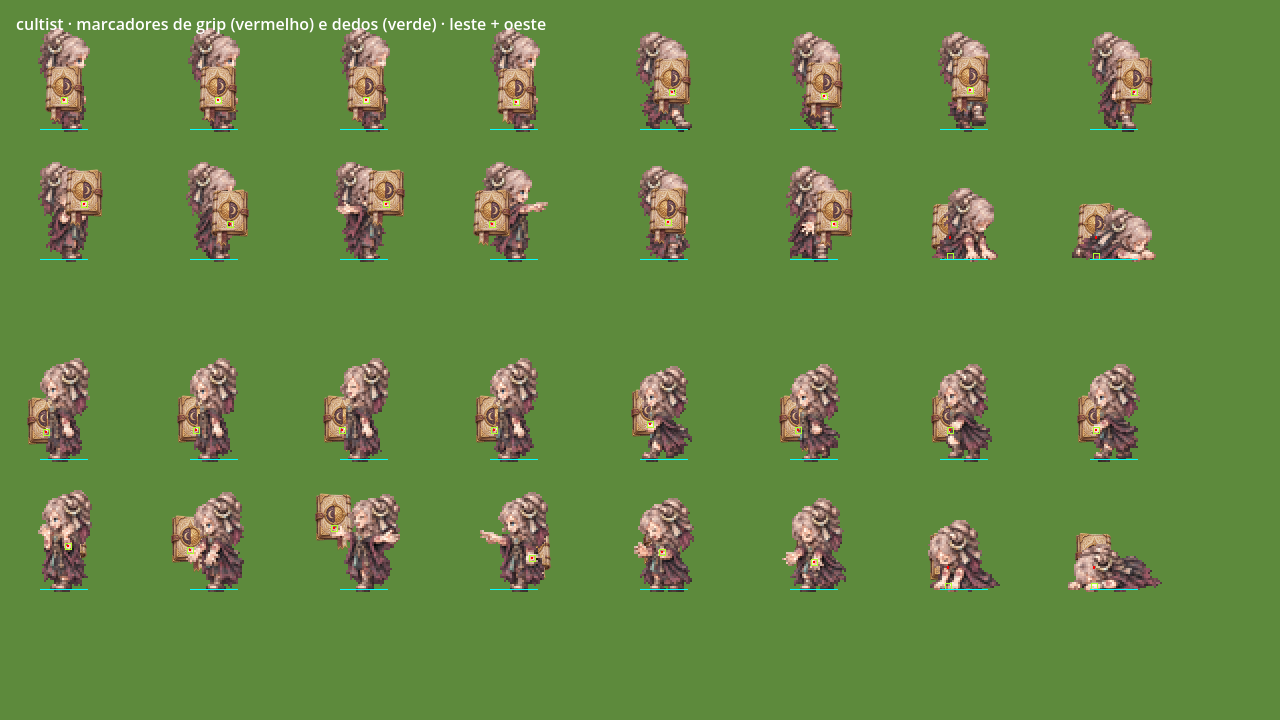 cultist · marcadores de grip (vermelho) e dedos (verde) · leste + oeste